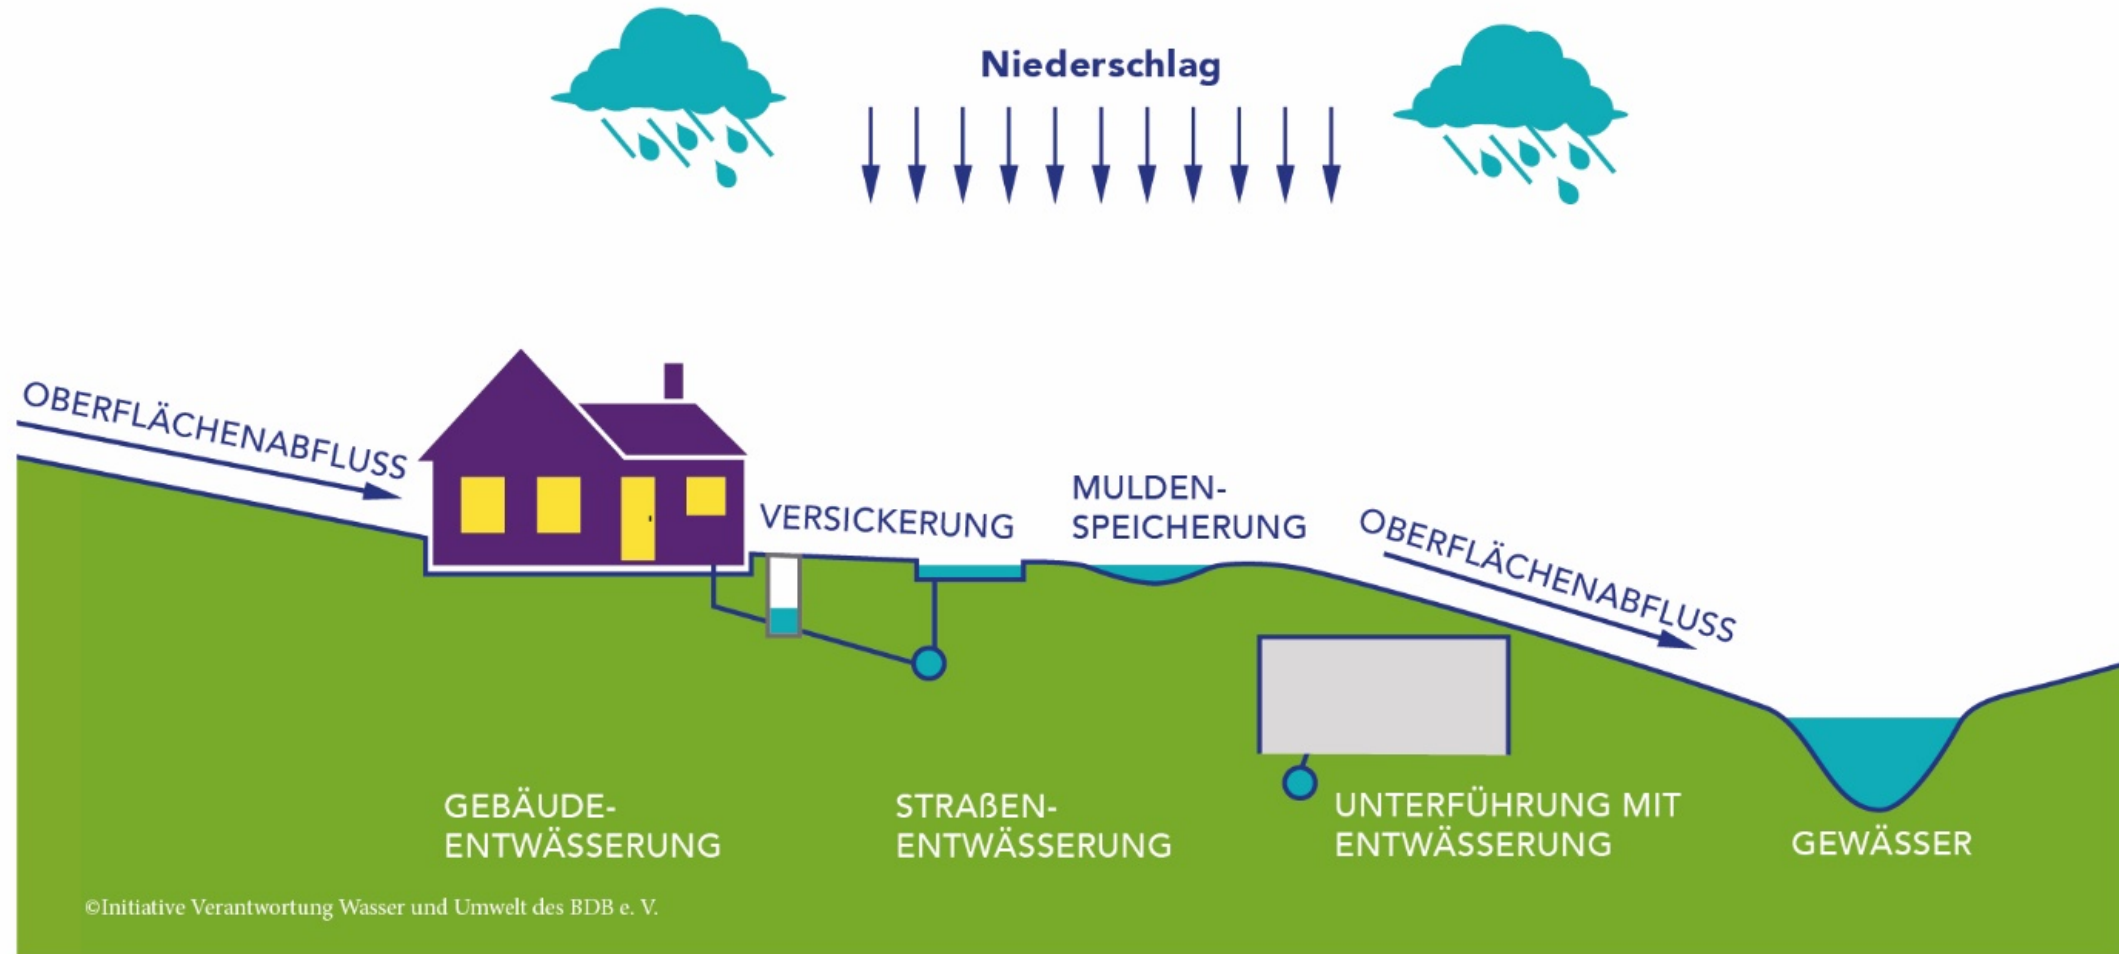 Niederschlag
OBERFLÄCHENABFLUSS
VERSICKERUNG
MULDEN-
SPEICHERUNG
OBERFLÄCHENABFLUSS
GEBÄUDE-
ENTWÄSSERUNG
STRAßEN-
ENTWÄSSERUNG
UNTERFÜHRUNG MIT
ENTWÄSSERUNG
GEWÄSSER
©Initiative Verantwortung Wasser und Umwelt des BDB e. V.